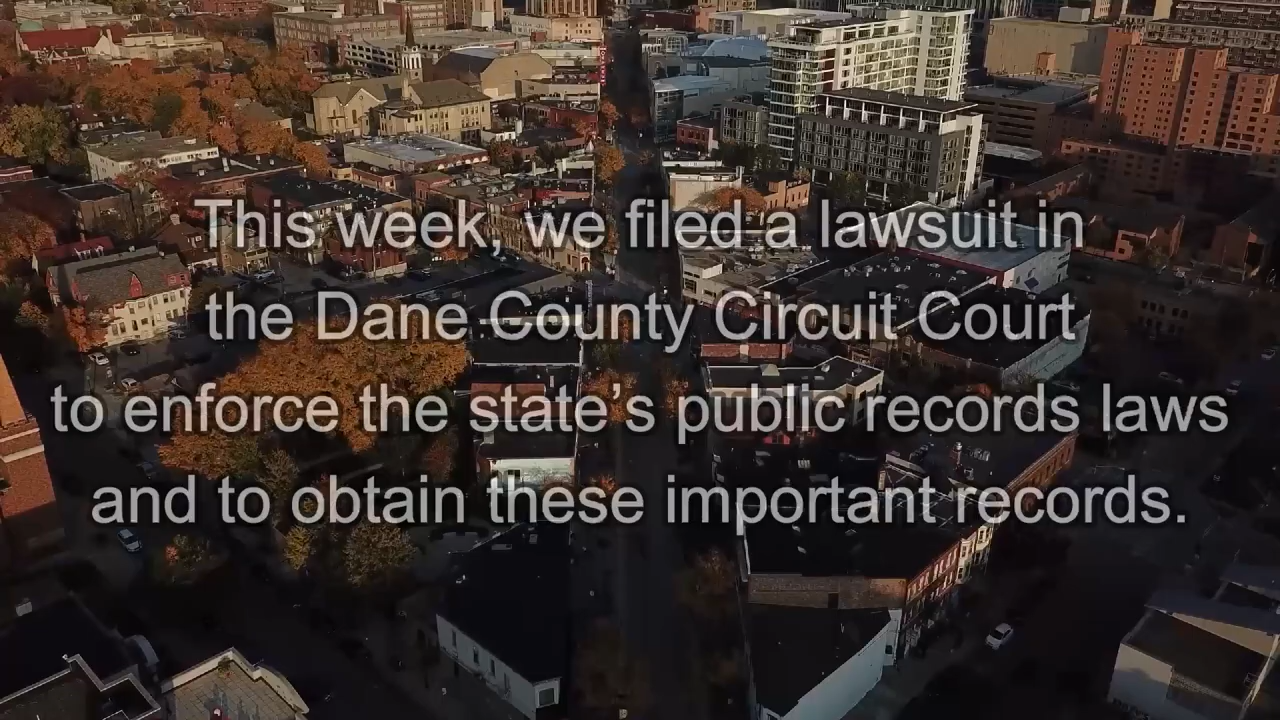 This week, we filed a lawsuit in
the Dane County Circuit Court
to enforce the state’s public records laws
and to obtain these important records.